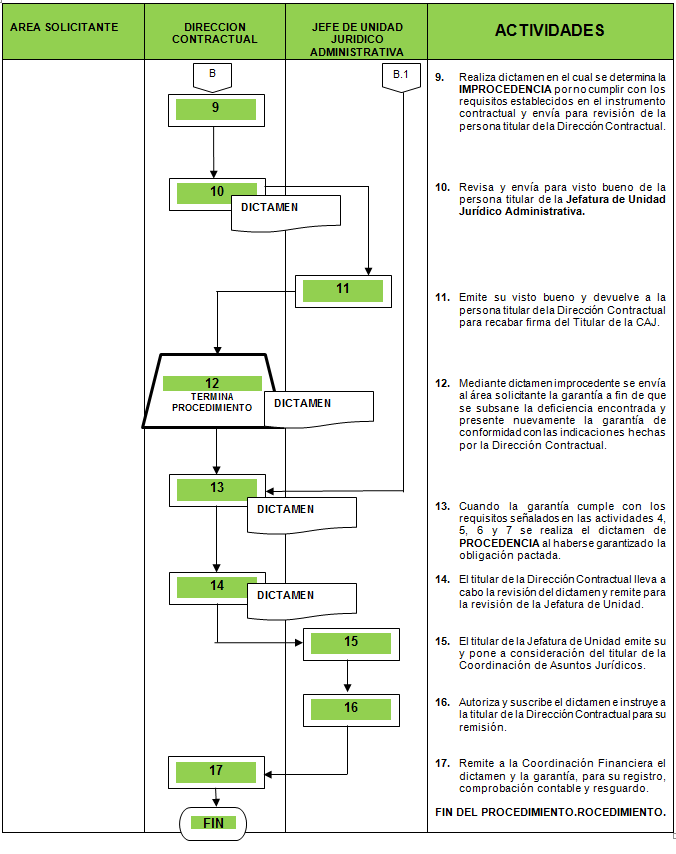 AREA SOLICITANTE
DIRECCION
CONTRACTUAL
JEFE DE UNIDAD
JURIDICO
ADMINISTRATIVA
ACTIVIDADES
B
B.1
9
10
DICTAMEN
11
12
TERMINA
PROCEDIMIENTO
DICTAMEN
13
DICTAMEN
14
DICTAMEN
15
16
17
FIN
9. Realiza dictamen en el cual se determina la
IMPROCEDENCIA por no cumplir con los
requisitos establecidos en el instrumento
contractual y envía para revisión de la
persona titular de la Dirección Contractual.
10. Revisa y envía para visto bueno de la
persona titular de la Jefatura de Unidad
Jurídico Administrativa.
11. Emite su visto bueno y devuelve a la
persona titular de la Dirección Contractual
para recabar firma del Titular de la CAJ.
12. Mediante dictamen improcedente se envía
al área solicitante la garantía a fin de que
se subsane la deficiencia encontrada y
presente nuevamente la garantía de
conformidad con las indicaciones hechas
por la Dirección Contractual.
13. Cuando la garantía cumple con los
requisitos señalados en las actividades 4,
5, 6 y 7 se realiza el dictamen de
PROCEDENCIA al haberse garantizado la
obligación pactada.
14. El titular de la Dirección Contractual lleva a
cabo la revisión del dictamen y remite para
la revisión de la Jefatura de Unidad.
15. El titular de la Jefatura de Unidad emite su
y pone a consideración del titular de la
Coordinación de Asuntos Jurídicos.
16. Autoriza y suscribe el dictamen e instruye a
la titular de la Dirección Contractual para su
remisión.
17. Remite a la Coordinación Financiera el
dictamen y la garantía, para su registro,
comprobación contable y resguardo.
FIN DEL PROCEDIMIENTO.ROCEDIMIENTO.